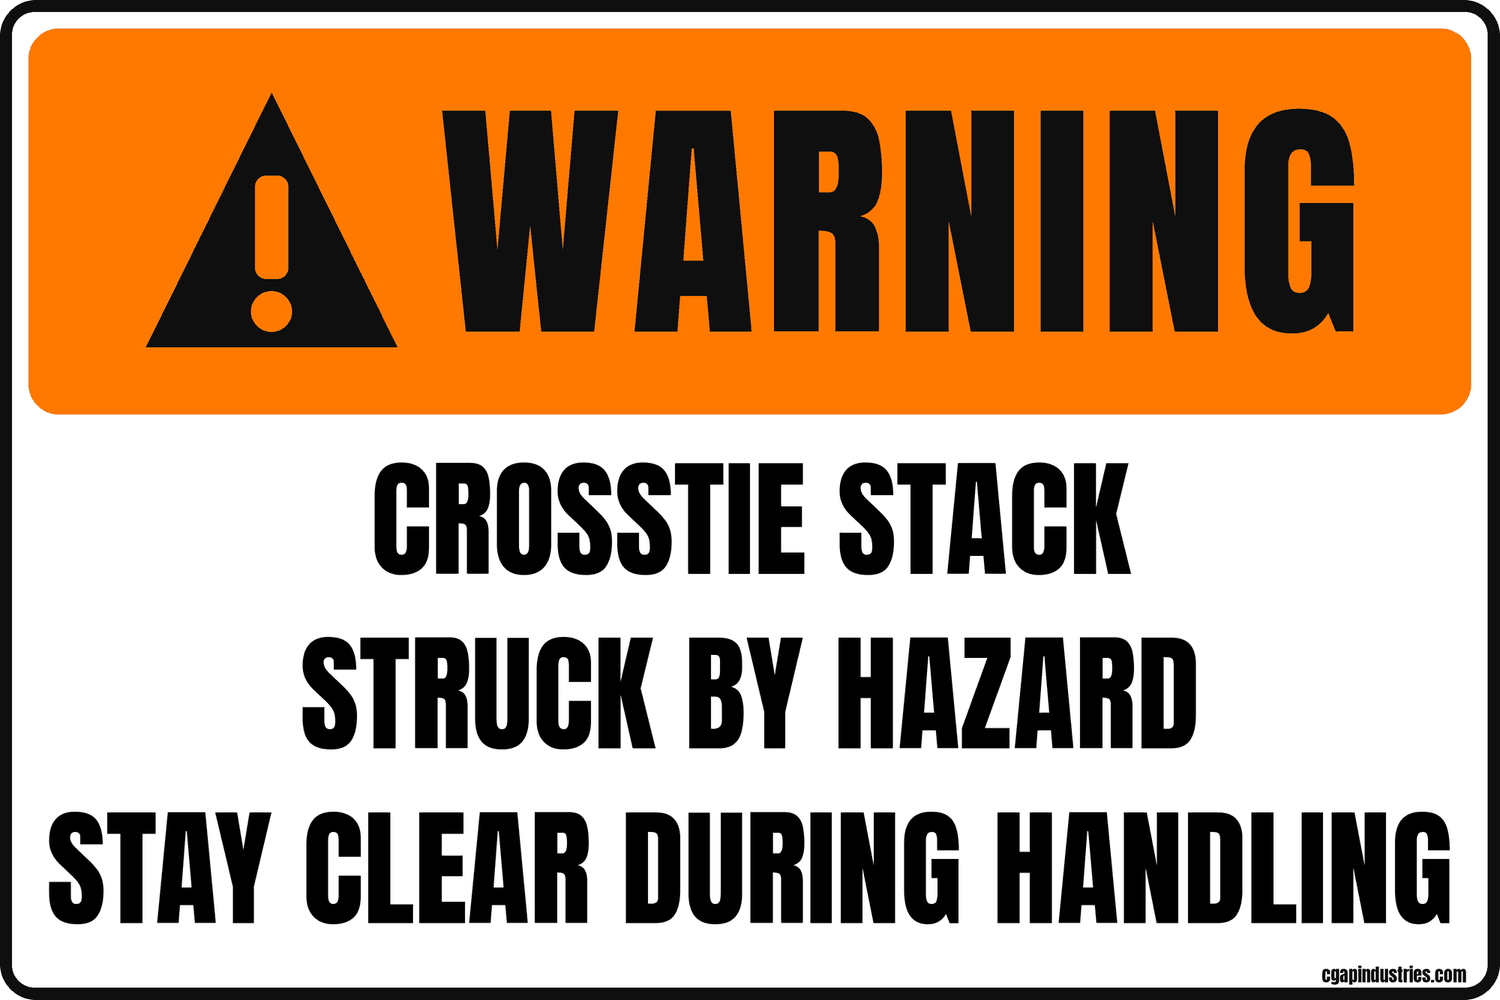 WARNING
CROSSTIE STACK
STRUCK BY HAZARD
STAY CLEAR DURING HANDLING
cgapindustries.com